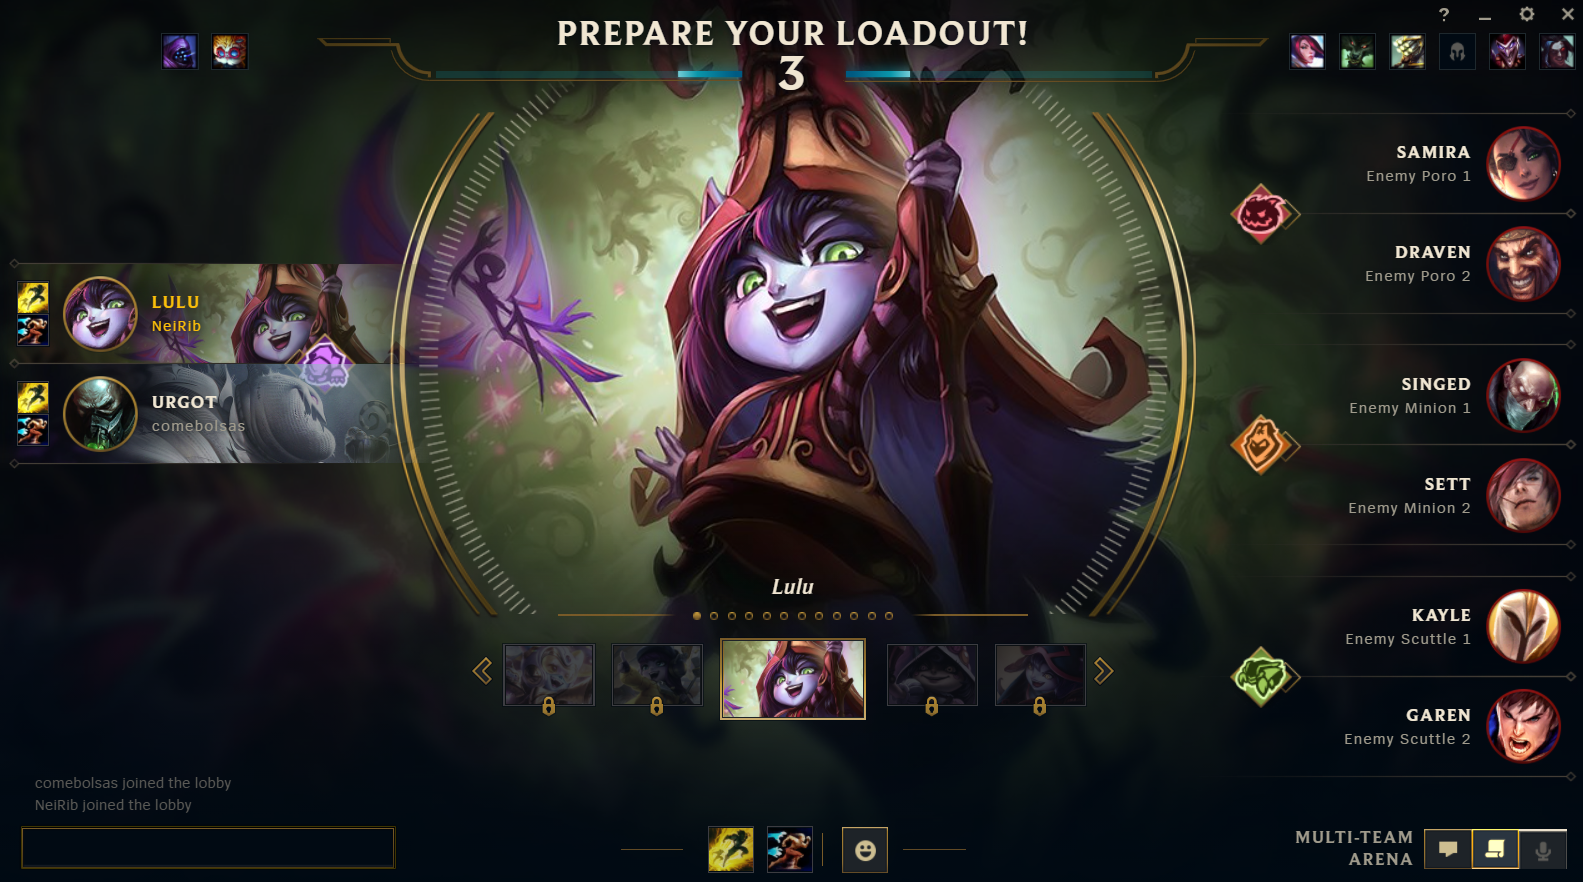 PREPARE YOUR LOADOUT!
3
?
LULU
NeiRib
URGOT
comebolsas
SAMIRA
Enemy Poro 1
DRAVEN
Enemy Poro 2
SINGED
Enemy Minion 1
SETT
Enemy Minion 2
KAYLE
Enemy Scuttle 1
GAREN
Enemy Scuttle 2
Lulu
comebolsas joined the lobby
NeiRib joined the lobby
MULTI-TEAM
ARENA